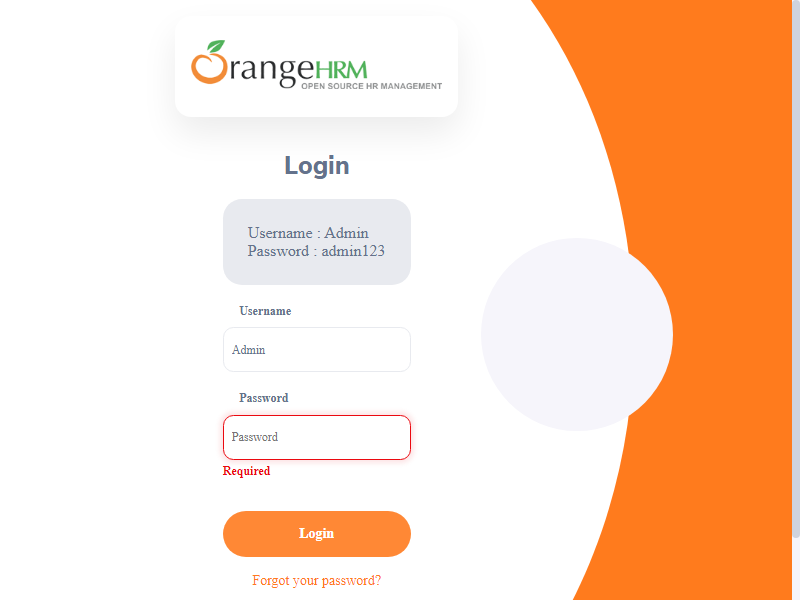 OrangeHRM
OPEN SOURCE HR MANAGEMENT
Login
Username : Admin
Password : admin123
Username
Admin
Password
Password
Required
Login
Forgot your password?